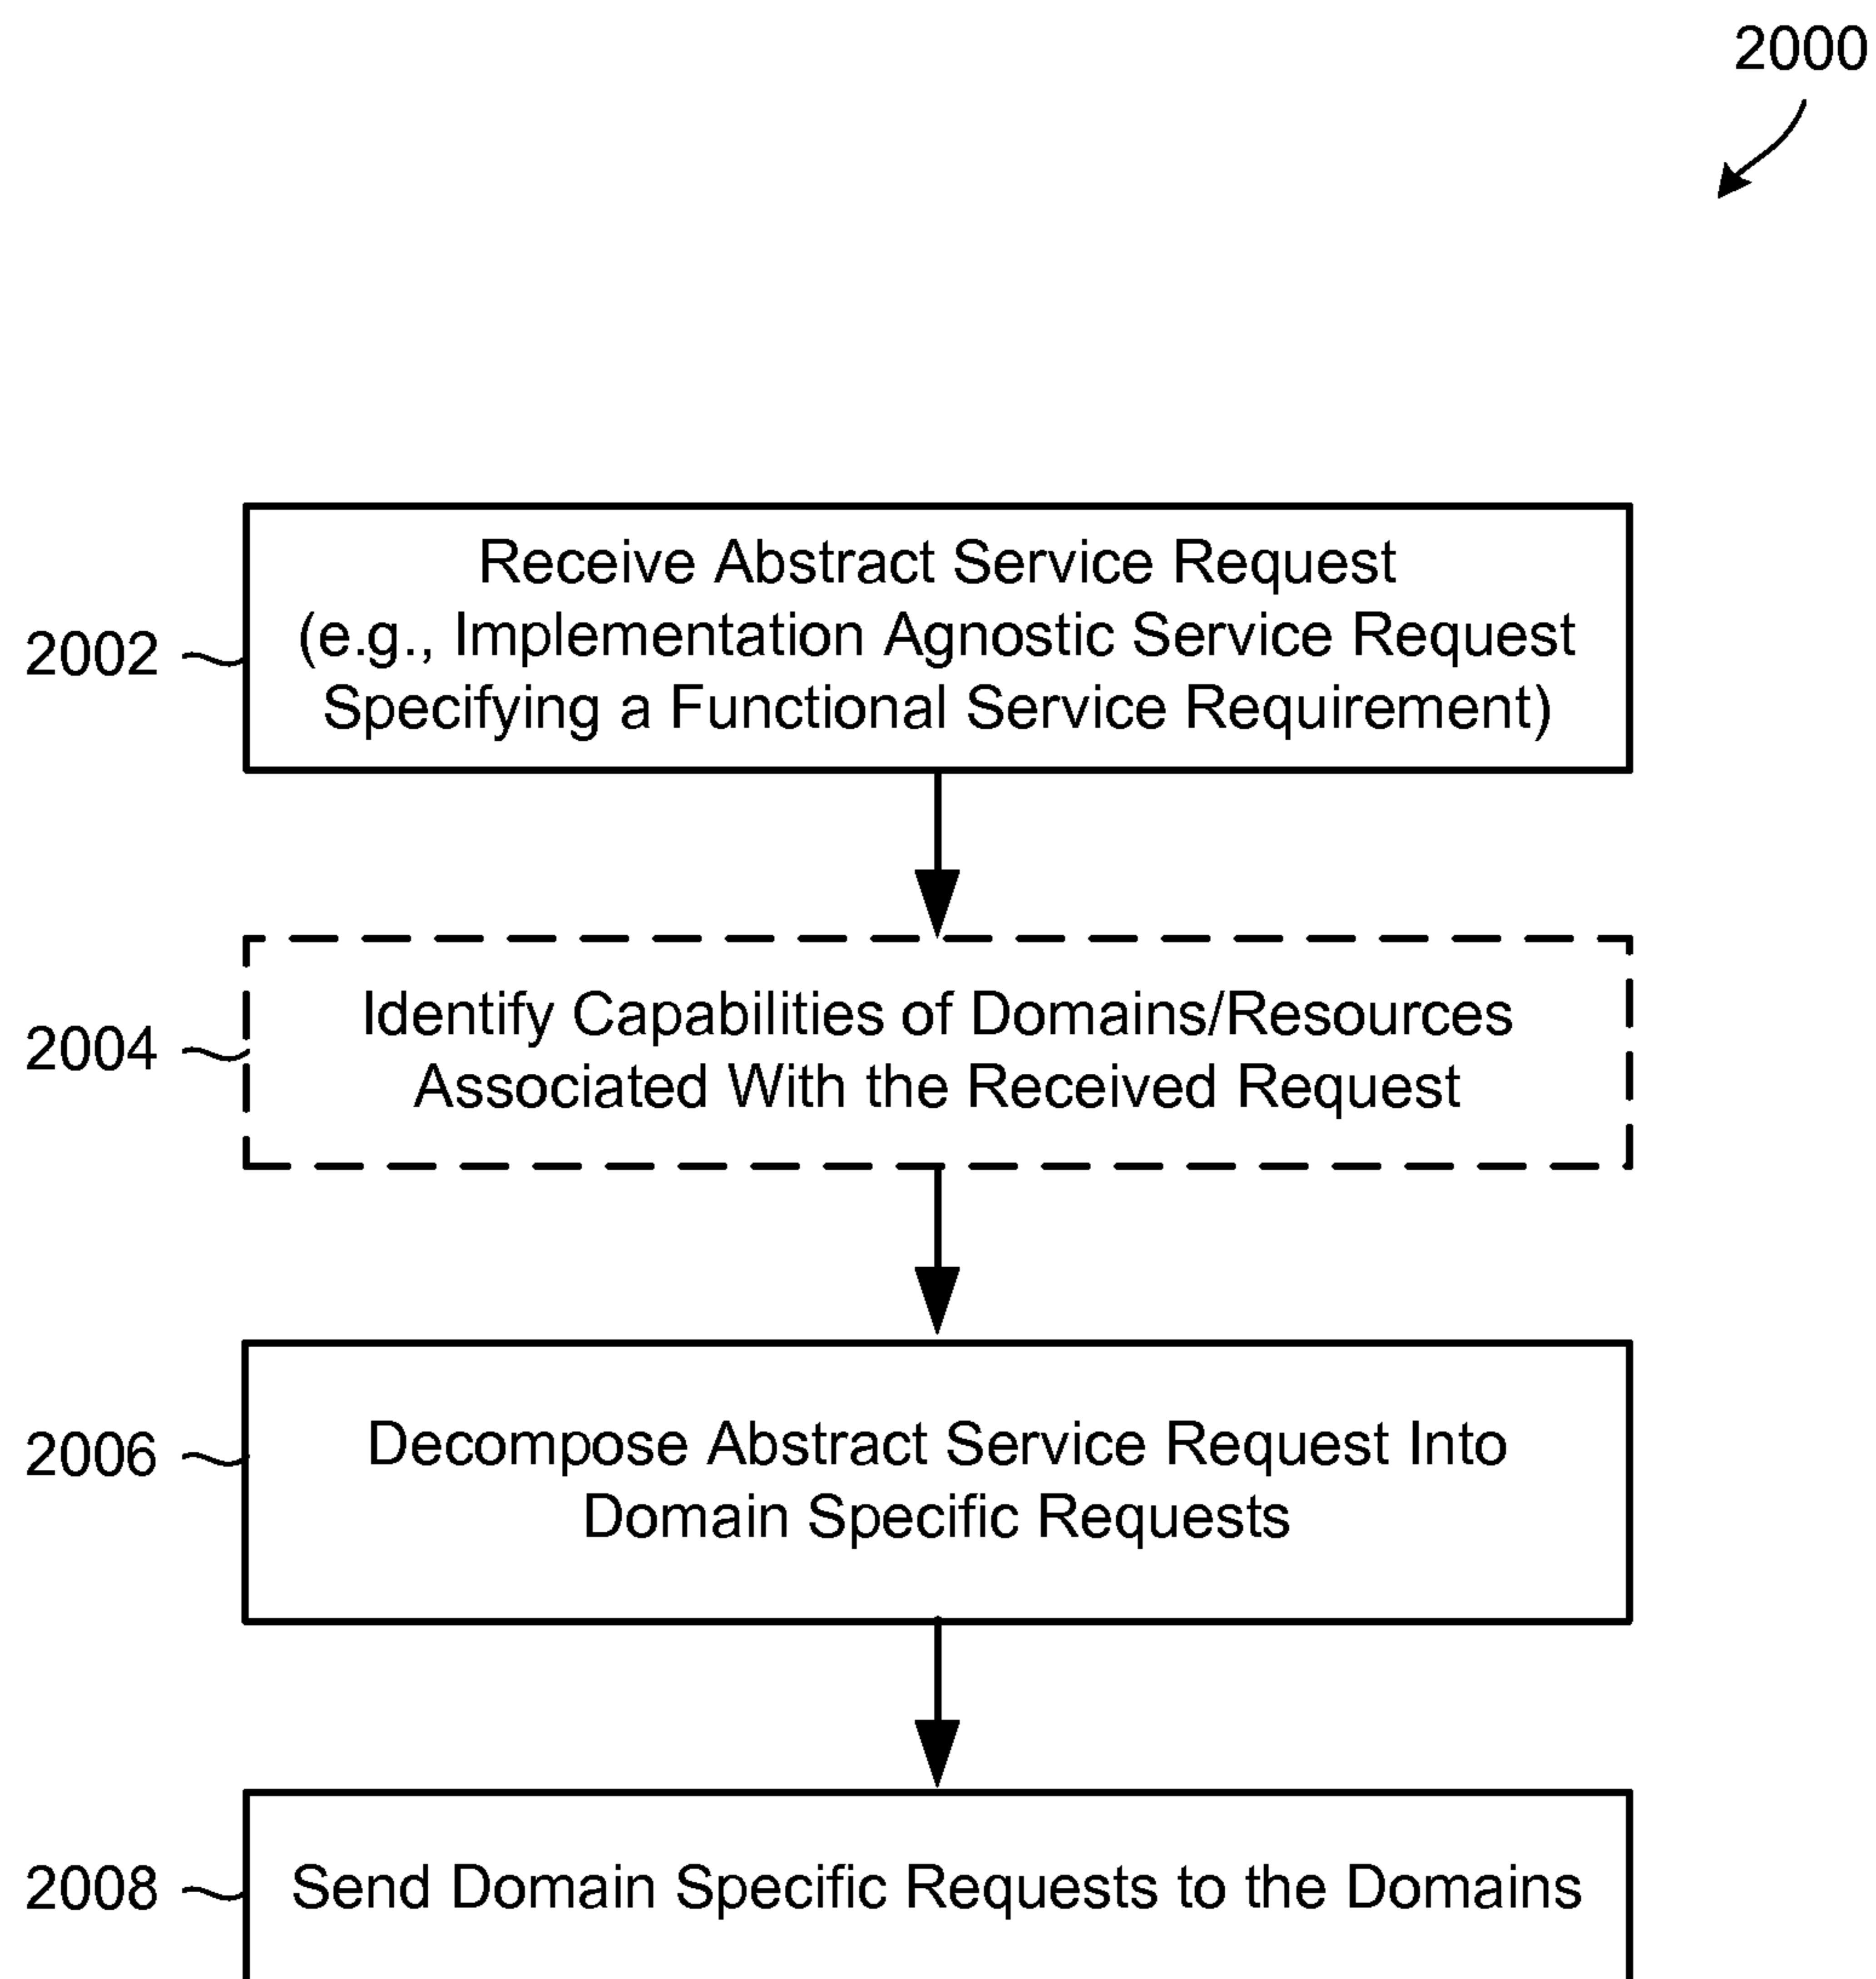 2000
Receive Abstract Service Request
(e.g., Implementation Agnostic Service Request
Specifying a Functional Service Requirement)
2002
Identify Capabilities of Domains/Resources
Associated With the Received Request
2004
Decompose Abstract Service Request Into
Domain Specific Requests
2006
Send Domain Specific Requests to the Domains
2008